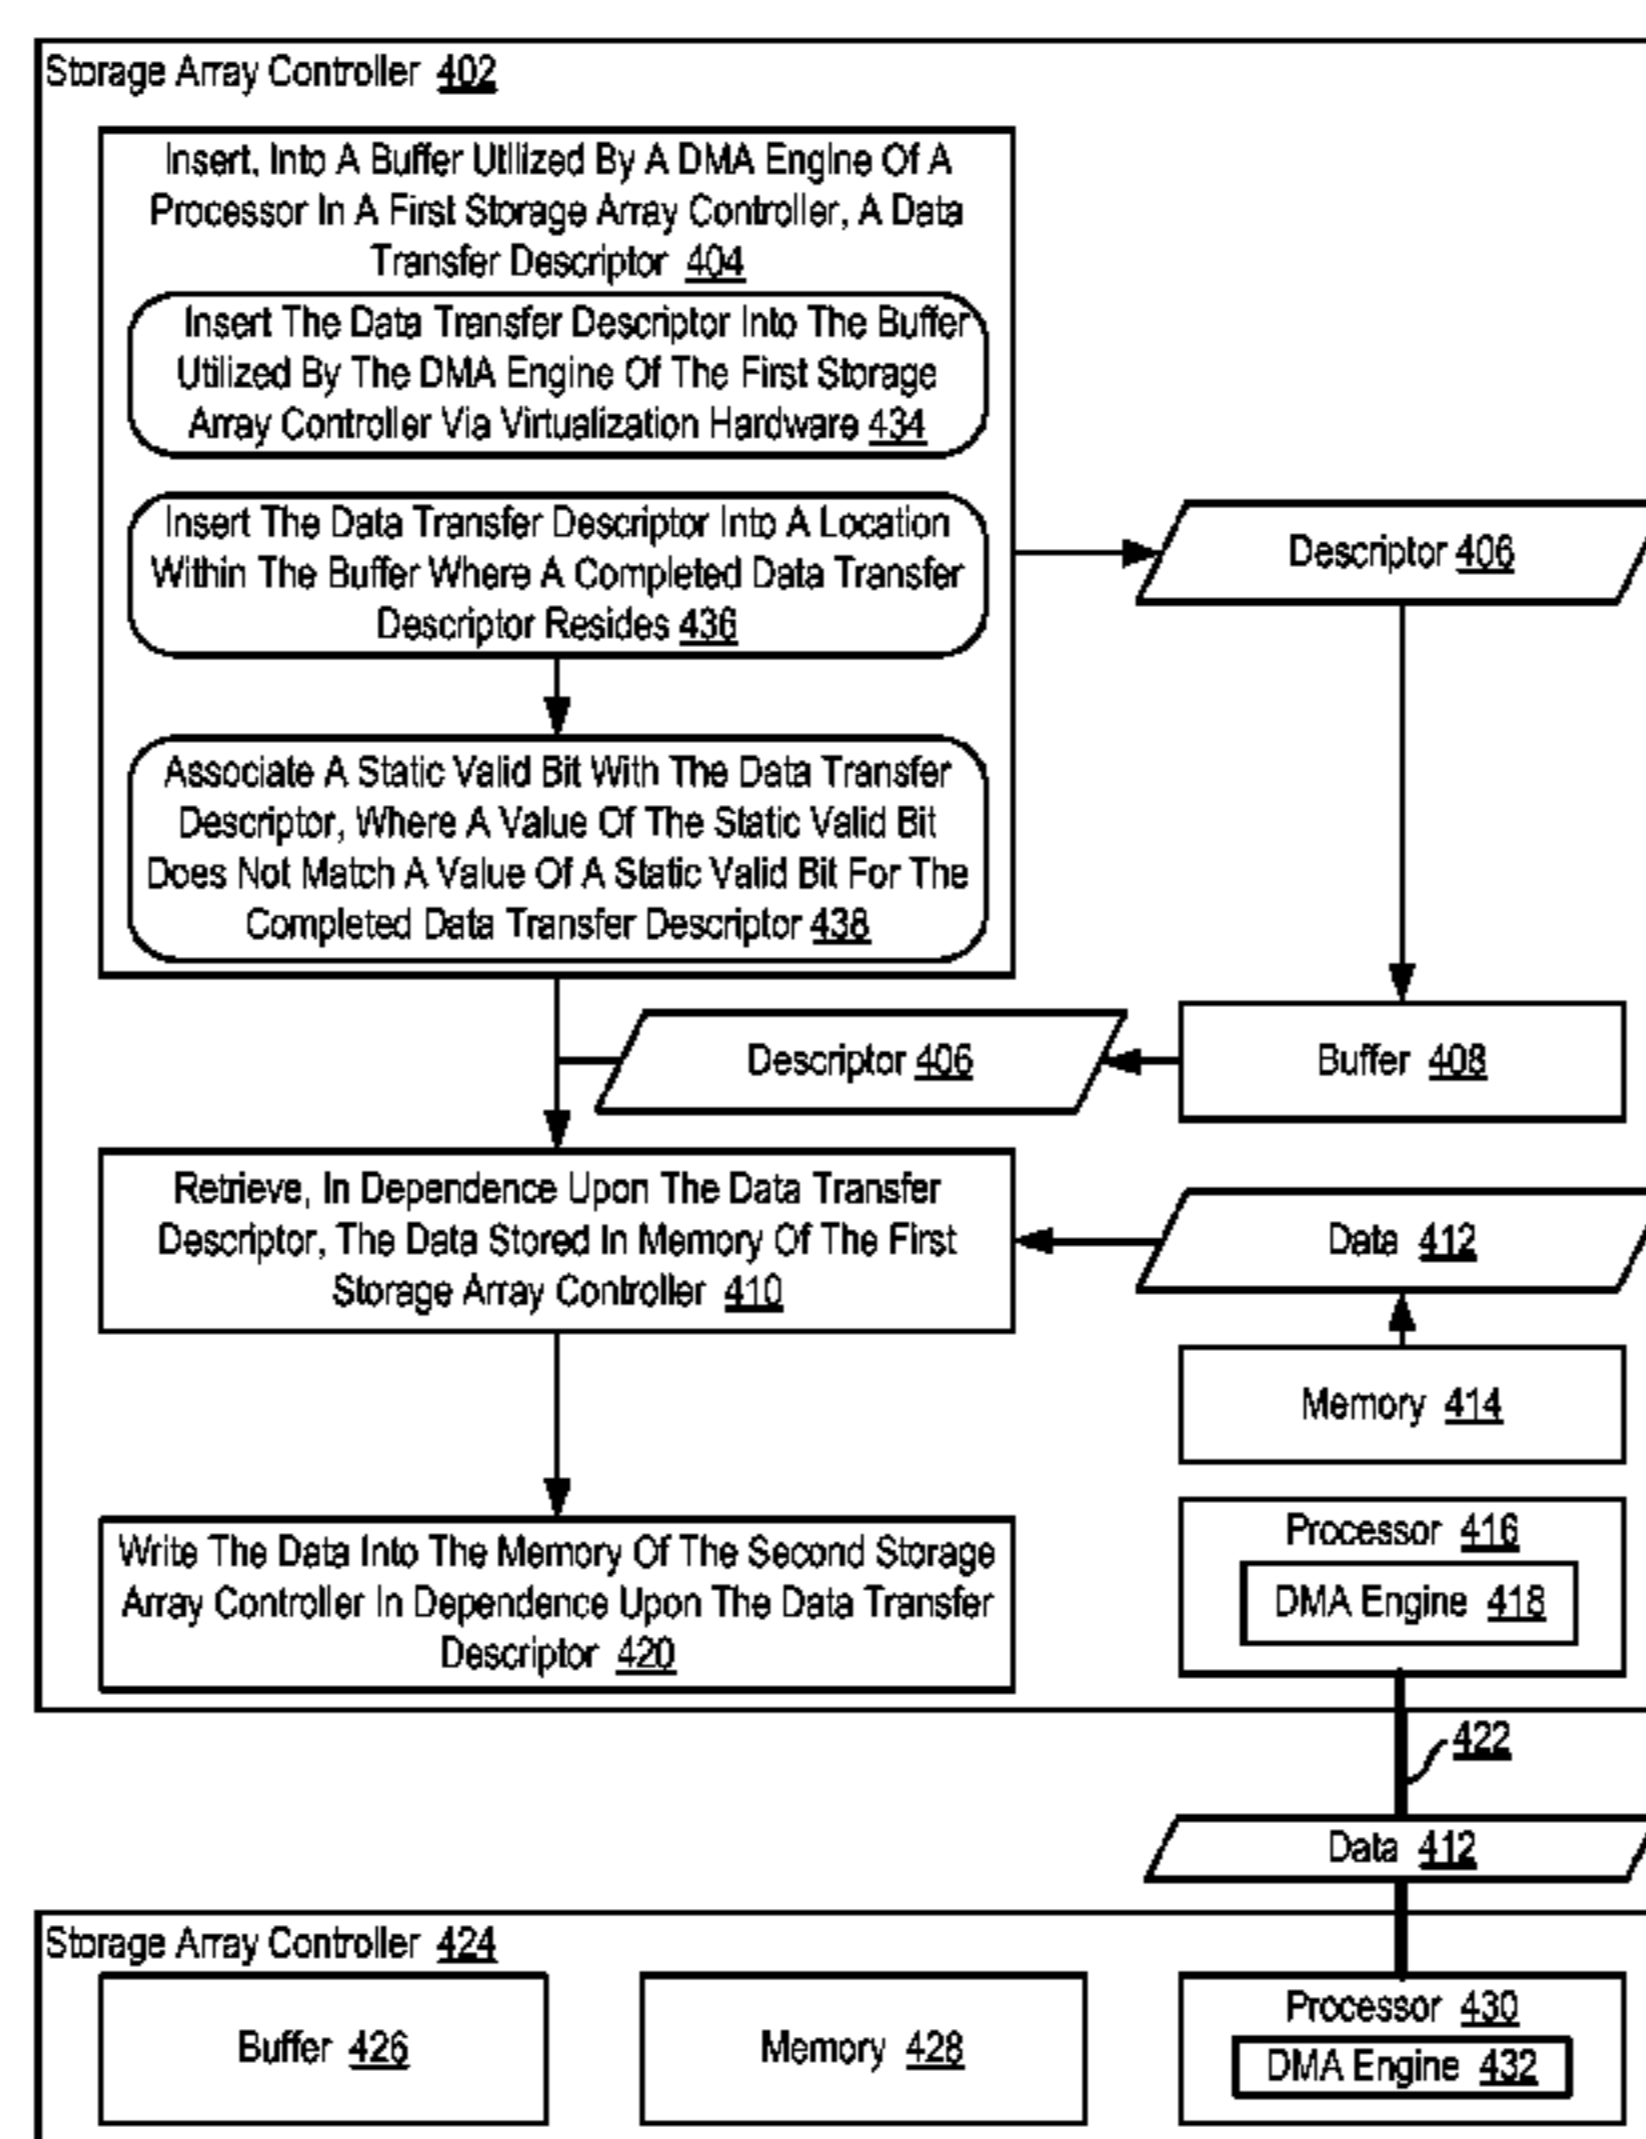 Storage Array Controller 402
Insert, Into A Buffer Utilized By A DMA Engine Of A
Processor In A First Storage Array Controller, A Data
Transfer Descriptor 404
Insert The Data Transfer Descriptor Into The Buffer
Utilized By The DMA Engine Of The First Storage
Array Controller Via Virtualization Hardware 434
Insert The Data Transfer Descriptor Into A Location
Within The Buffer Where A Completed Data Transfer
Descriptor Resides 436
Descriptor 406
Associate A Static Valid Bit With The Data Transfer
Descriptor, Where A Value Of The Static Valid Bit
Does Not Match A Value Of A Static Valid Bit For The
Completed Data Transfer Descriptor 438
Descriptor 406
Buffer 408
Retrieve, In Dependence Upon The Data Transfer
Descriptor, The Data Stored In Memory Of The First
Storage Array Controller 410
Data 412
Memory 414
Write The Data Into The Memory Of The Second Storage
Array Controller In Dependence Upon The Data Transfer
Descriptor 420
Processor 416
DMA Engine 418
422
Data 412
Storage Array Controller 424
Buffer 426
Memory 428
Processor 430
DMA Engine 432